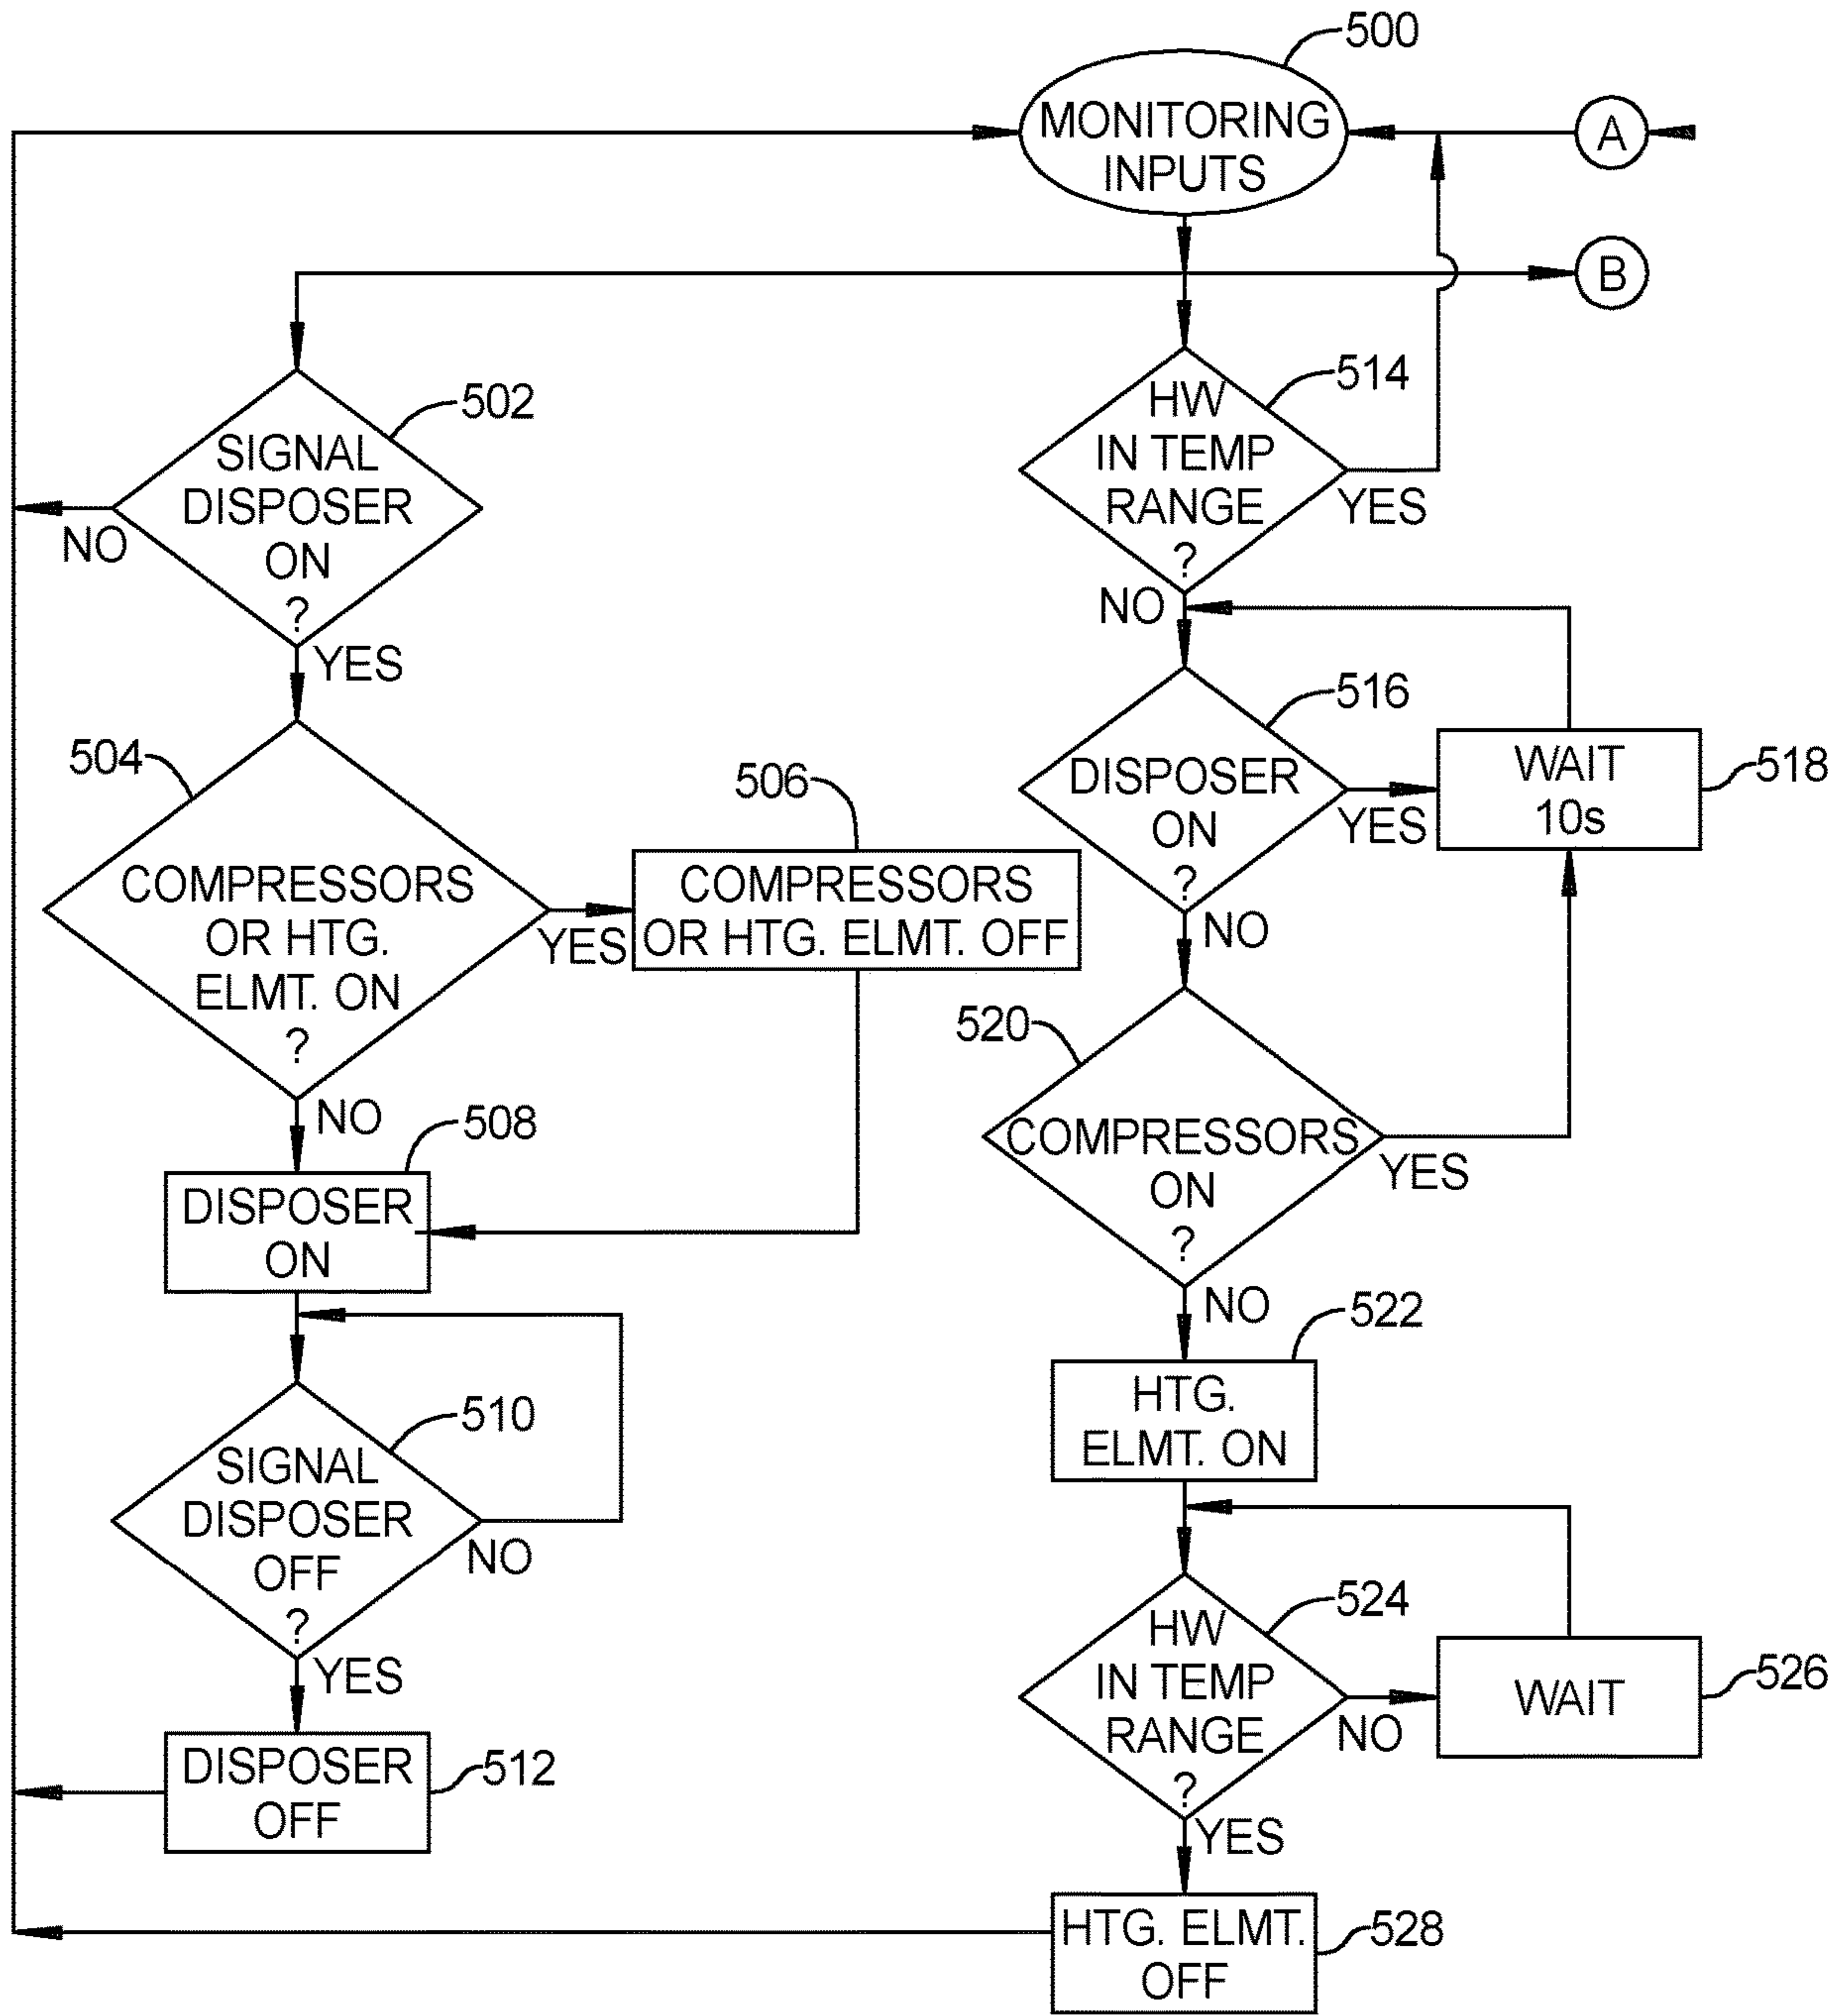 500
MONITORING
INPUTS
A
B
502
SIGNAL
DISPOSER
ON
?
NO
YES
504
COMPRESSORS
OR HTG.
ELMT. ON
?
YES
NO
506
COMPRESSORS
OR HTG. ELMT. OFF
508
DISPOSER
ON
510
SIGNAL
DISPOSER
OFF
?
NO
YES
512
DISPOSER
OFF
514
HW
IN TEMP
RANGE
?
YES
NO
516
DISPOSER
ON
?
YES
NO
518
WAIT
10s
520
COMPRESSORS
ON
?
YES
NO
522
HTG.
ELMT. ON
524
HW
IN TEMP
RANGE
?
NO
YES
526
WAIT
528
HTG. ELMT.
OFF